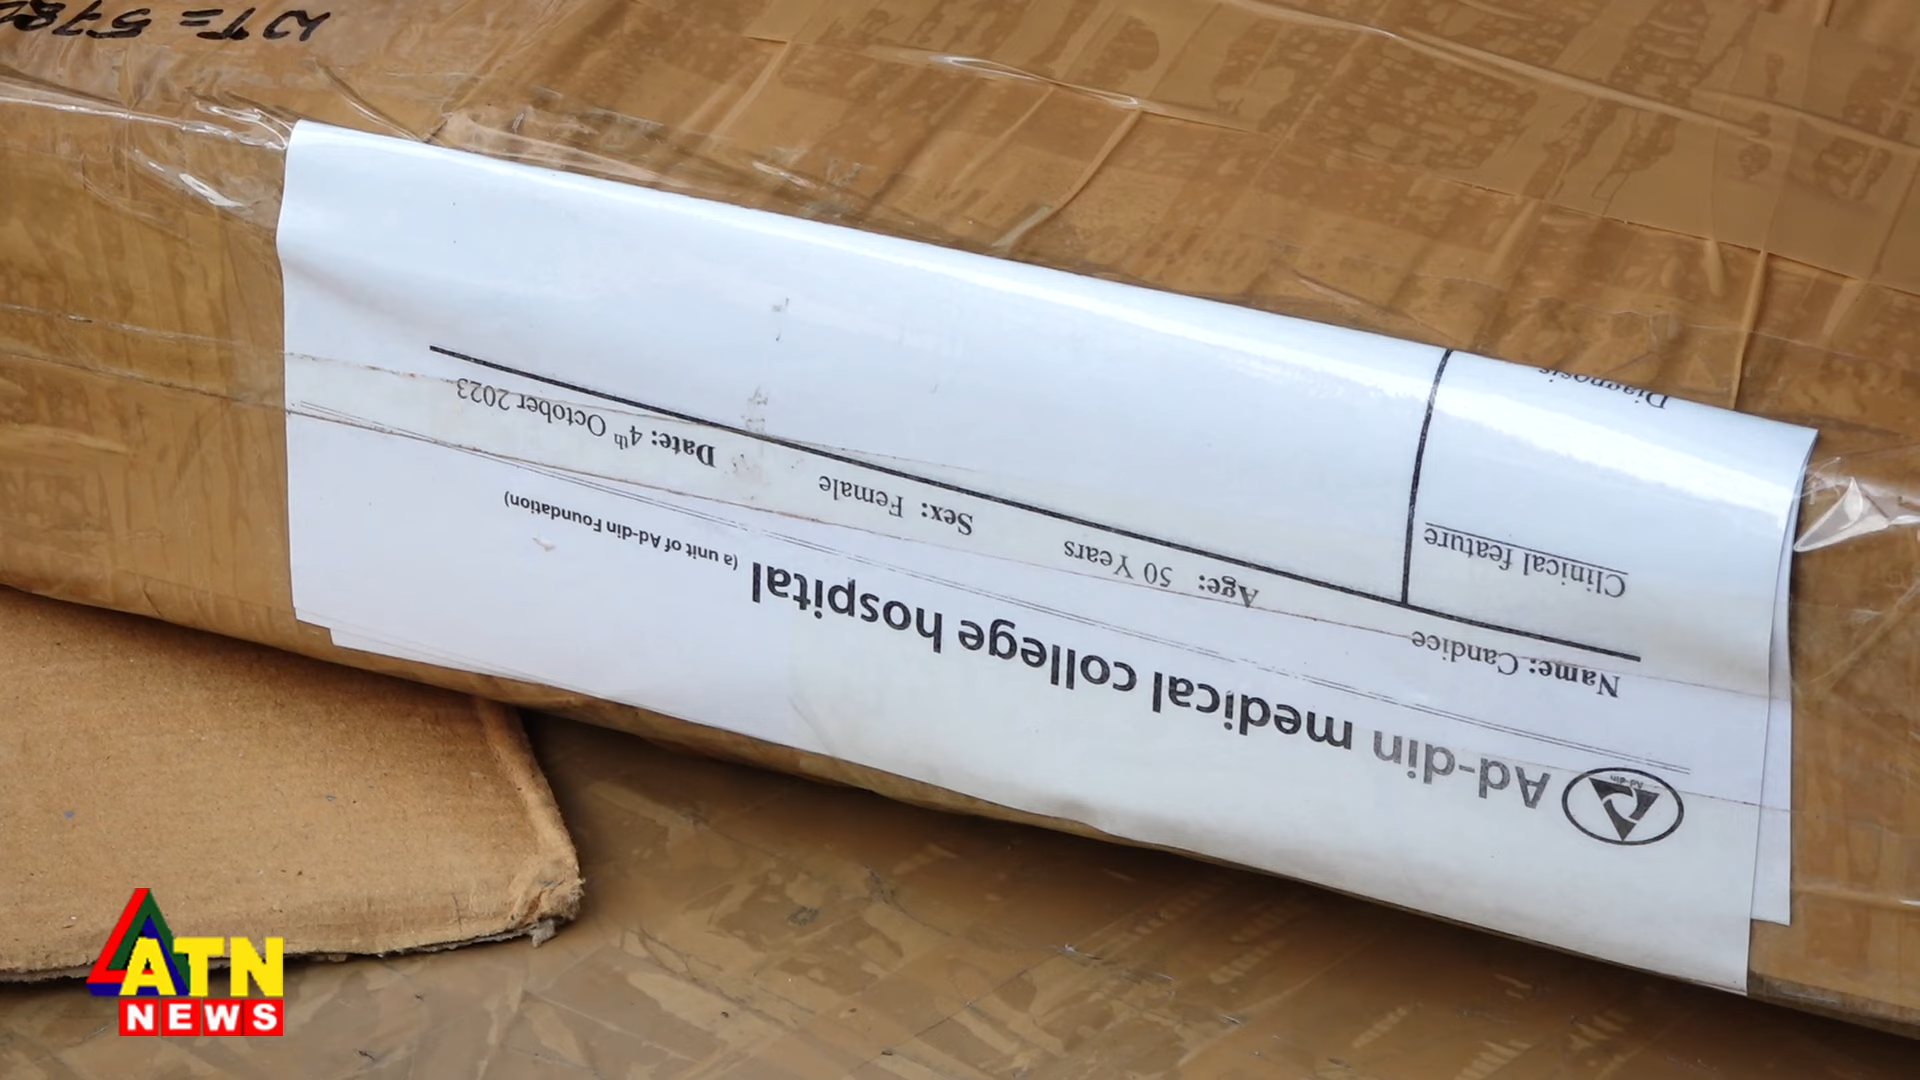 Ad-din medical college hospital (a unit of Ad-din Foundation)
Name: Candice Age: 50 Years Sex: Female Date: 4th October 2023
Clinical feature
Diagnosis
ATN
NEWS